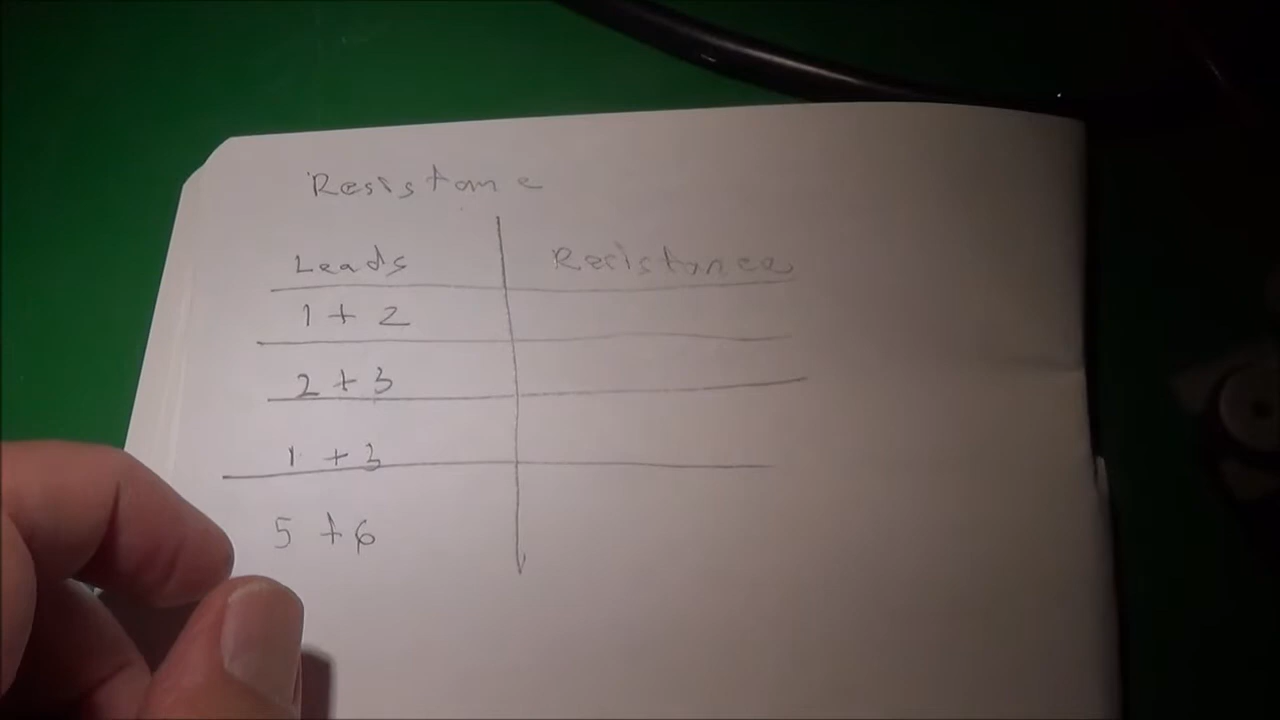 Resistance
Leads Resistance
1 + 2
2 + 3
1 + 3
5 + 6